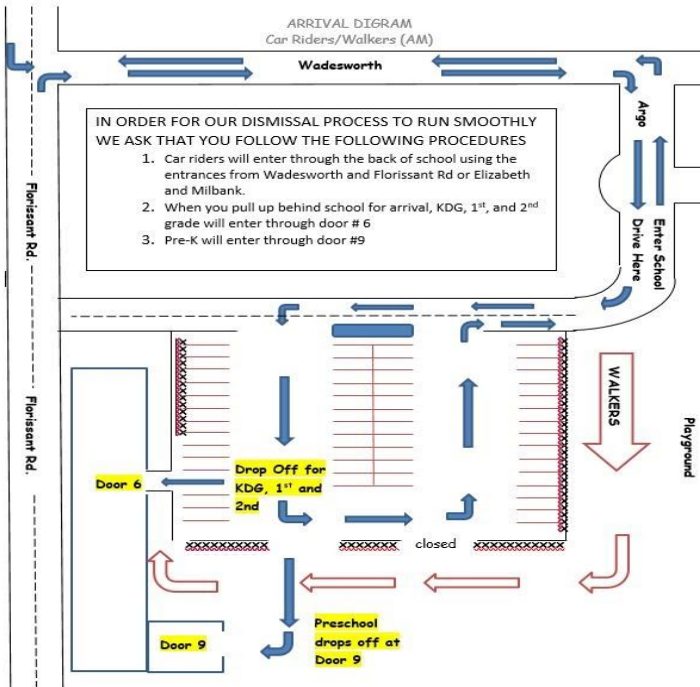 ARRIVAL DIGRAM
Car Riders/Walkers (AM)
Wadesworth
IN ORDER FOR OUR DISMISSAL PROCESS TO RUN SMOOTHLY
WE ASK THAT YOU FOLLOW THE FOLLOWING PROCEDURES
1. Car riders will enter through the back of school using the
entrances from Wadesworth and Florissant Rd or Elizabeth
and Milbank.
2. When you pull up behind school for arrival, KDG, 1st, and 2nd
grade will enter through door # 6
3. Pre-K will enter through door #9
Argo
Drive Here
Enter School
Florissant Rd.
Florissant Rd.
WALKERS
Playground
Door 6
Drop Off for
KDG, 1st and
2nd
closed
Door 9
Preschool
drops off at
Door 9